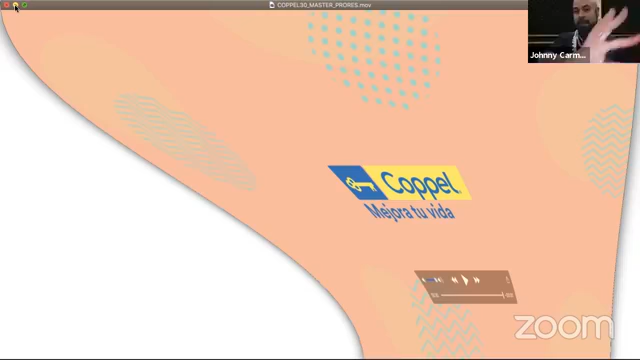 COPPEL30_MASTER_PRORES.mov
Johnny Carm...
Coppel
Mejora tu vida
zoom